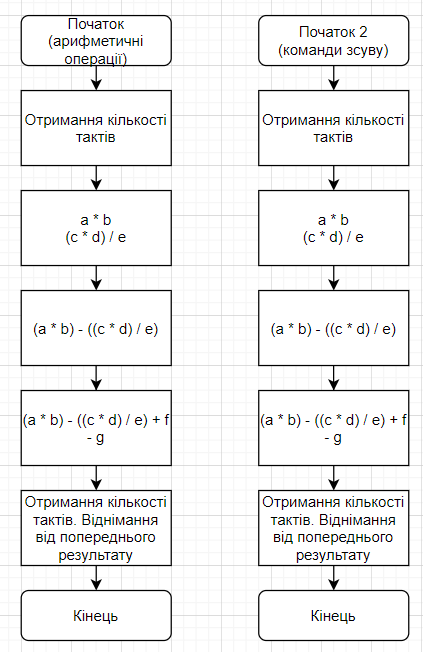 Початок
(арифметичні
операції)
Отримання кількості
тактів
a * b
(c * d) / e
(a * b) - ((c * d) / e)
(a * b) - ((c * d) / e) + f
- g
Отримання кількості
тактів. Віднімання
від попереднього
результату
Кінець
Початок 2
(команди зсуву)
Отримання кількості
тактів
a * b
(c * d) / e
(a * b) - ((c * d) / e)
(a * b) - ((c * d) / e) + f
- g
Отримання кількості
тактів. Віднімання
від попереднього
результату
Кінець